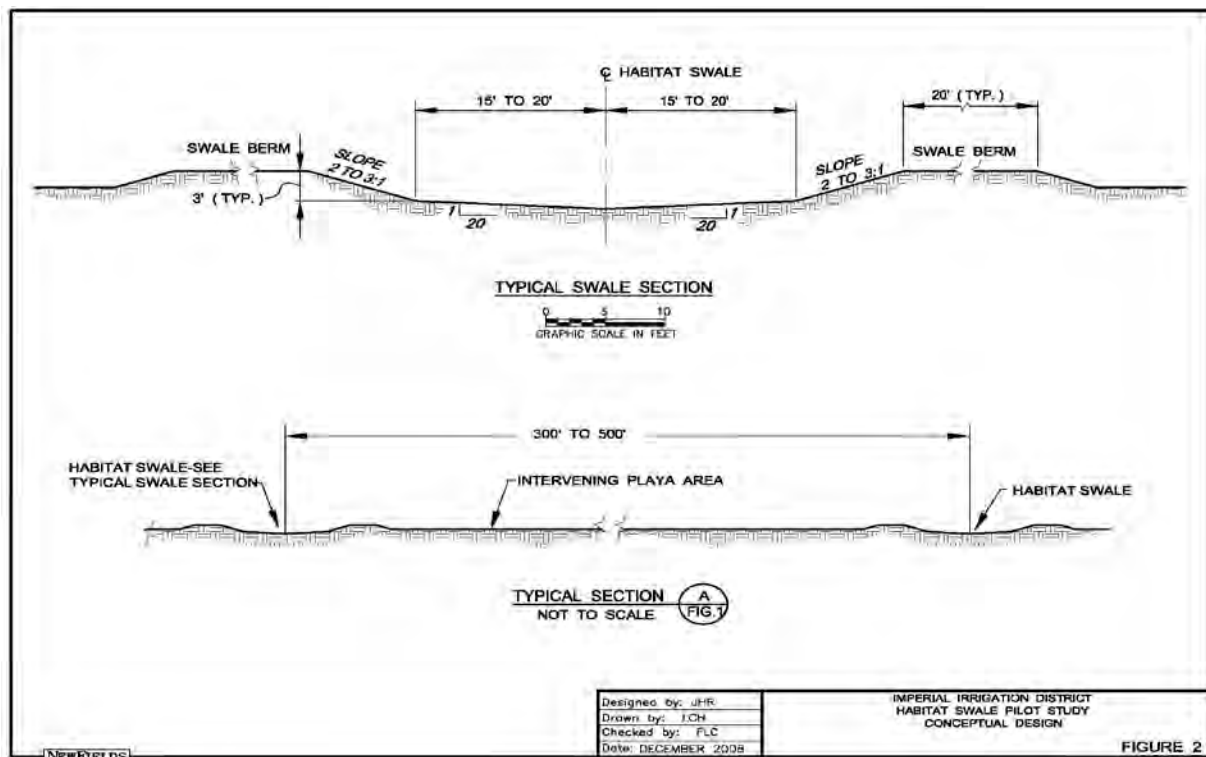 ℄ HABITAT SWALE
15' TO 20'
15' TO 20'
20' (TYP.)
SWALE BERM
SLOPE
2 TO 3:1
SLOPE
2 TO 3:1
SWALE BERM
3' (TYP.)
1
20
1
20
TYPICAL SWALE SECTION
0 5 10
GRAPHIC SCALE IN FEET
300' TO 500'
HABITAT SWALE-SEE
TYPICAL SWALE SECTION
INTERVENING PLAYA AREA
HABITAT SWALE
TYPICAL SECTION
NOT TO SCALE
A
FIG.1
Designed by: JHR
Drawn by:
Checked by: FLC
Date: DECEMBER 2008
IMPERIAL IRRIGATION DISTRICT
HABITAT SWALE PILOT STUDY
CONCEPTUAL DESIGN
FIGURE 2
NEWFIELDS